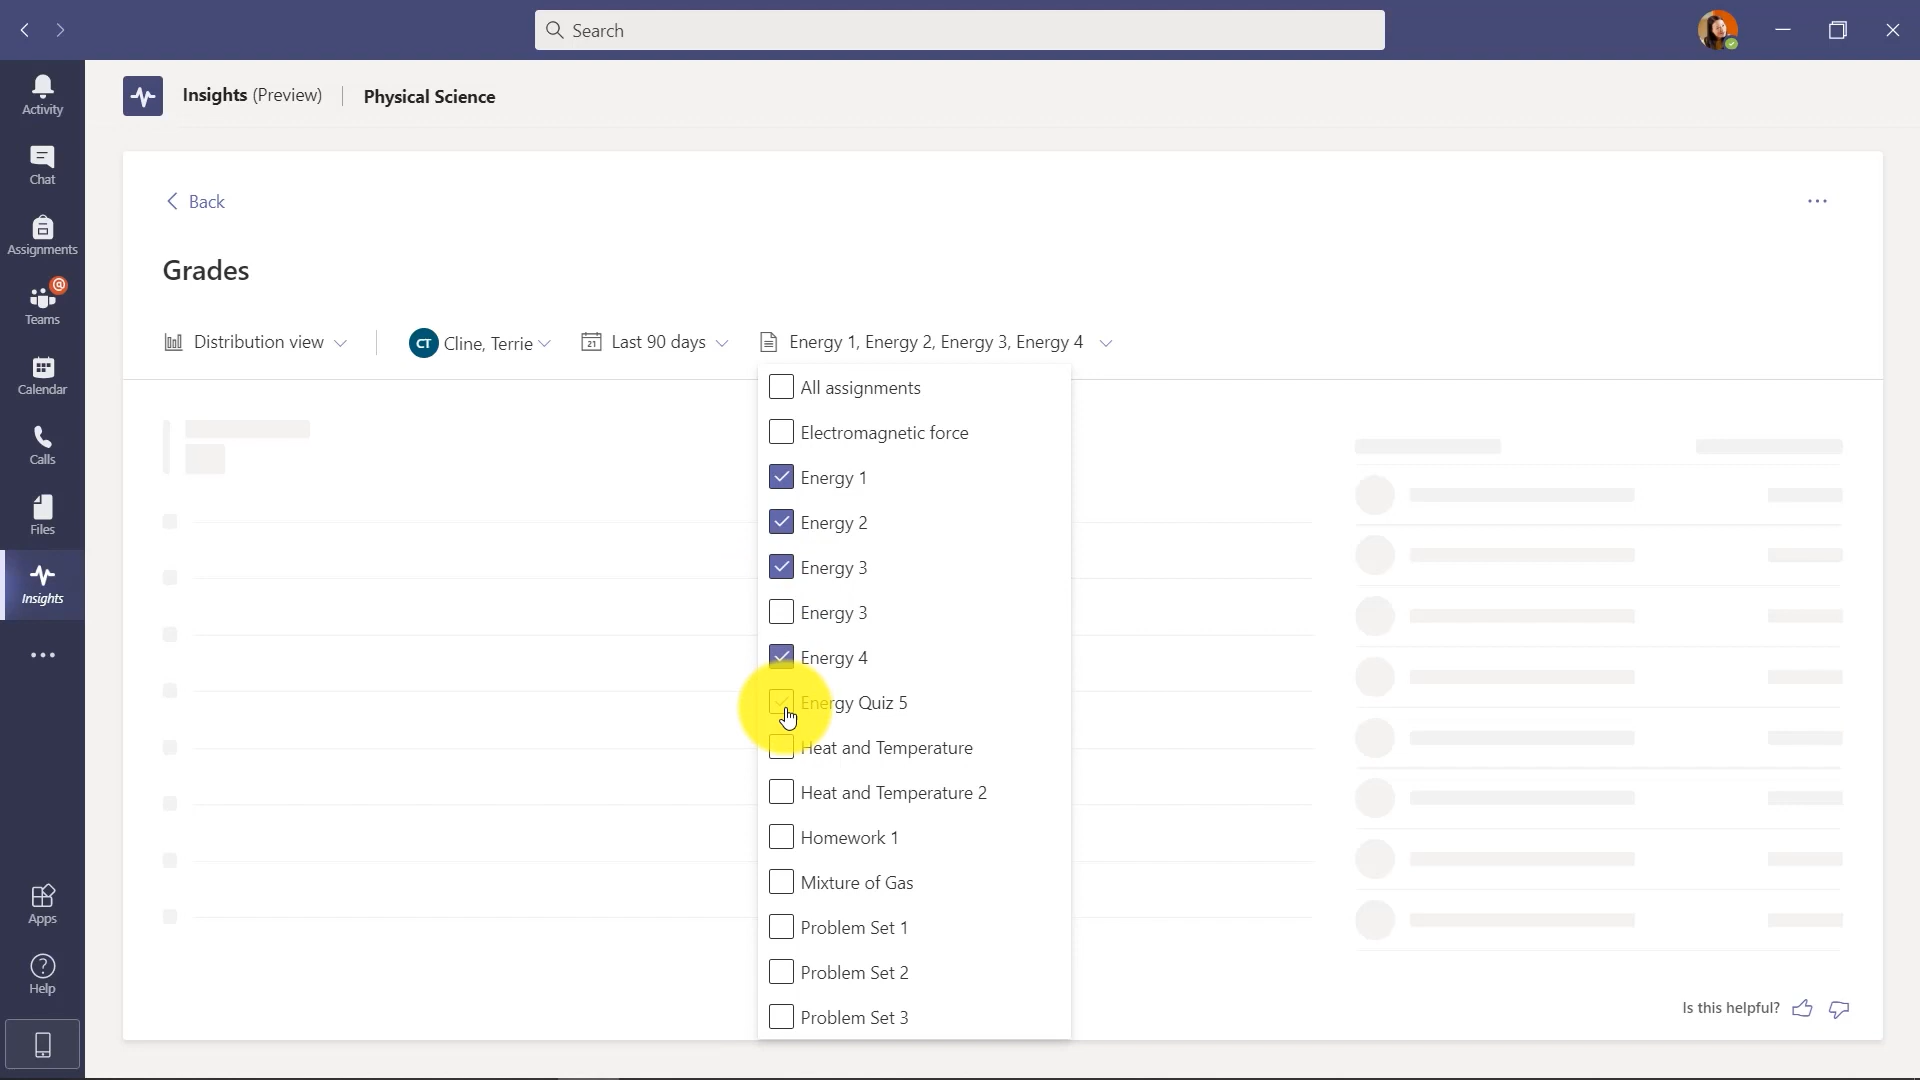 Search
Activity
Chat
Assignments
@
Teams
Calendar
Calls
Files
Insights
Apps
Help
Insights (Preview)
Physical Science
Back
Grades
Distribution view
CT
Cline, Terrie
21
Last 90 days
Energy 1, Energy 2, Energy 3, Energy 4
All assignments
Electromagnetic force
Energy 1
Energy 2
Energy 3
Energy 3
Energy 4
Energy Quiz 5
Heat and Temperature
Heat and Temperature 2
Homework 1
Mixture of Gas
Problem Set 1
Problem Set 2
Problem Set 3
Is this helpful?